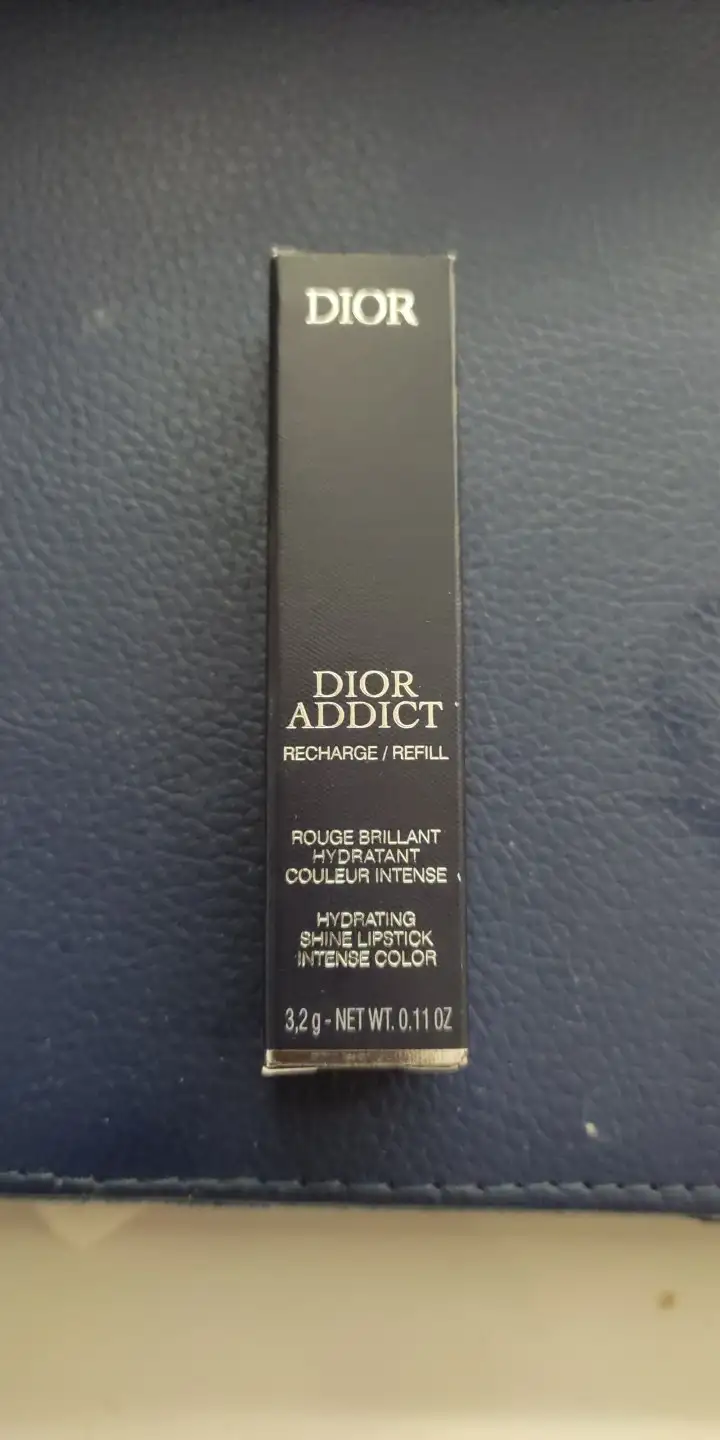 DIOR
DIOR
ADDICT
RECHARGE / REFILL
ROUGE BRILLANT
HYDRATANT
COULEUR INTENSE
HYDRATING
SHINE LIPSTICK
INTENSE COLOR
3,2 g - NET WT. 0.11 OZ